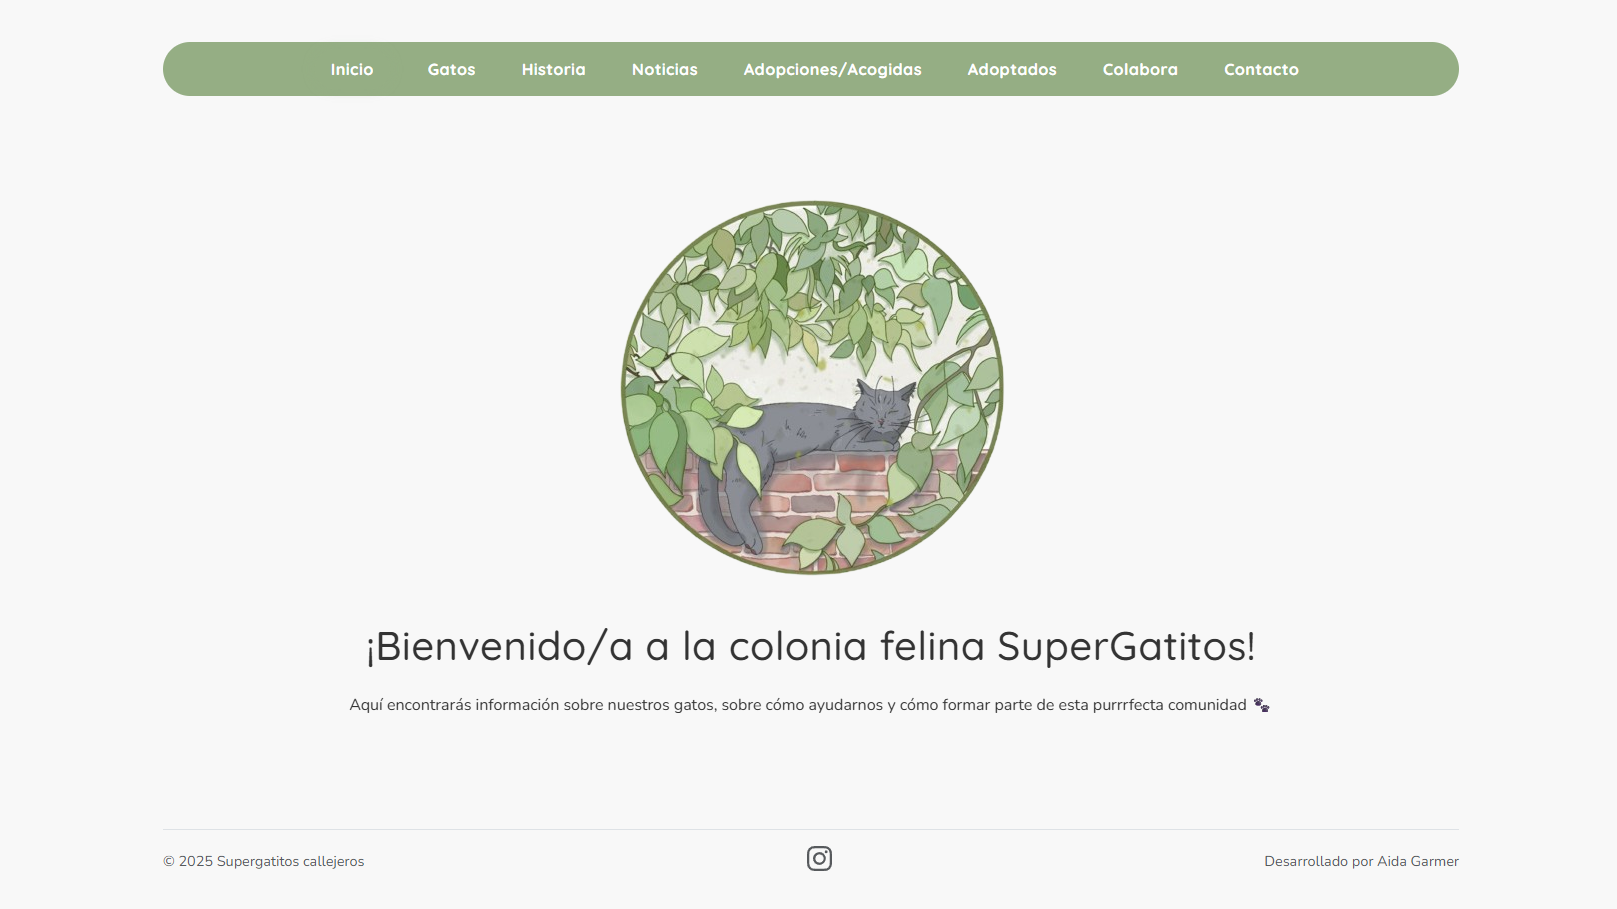 Inicio Gatos Historia Noticias Adopciones/Acogidas Adoptados Colabora Contacto
¡Bienvenido/a a la colonia felina SuperGatitos!
Aquí encontrarás información sobre nuestros gatos, sobre cómo ayudarnos y cómo formar parte de esta purrrfecta comunidad 🐾
© 2025 Supergatitos callejeros
Desarrollado por Aida Garmer